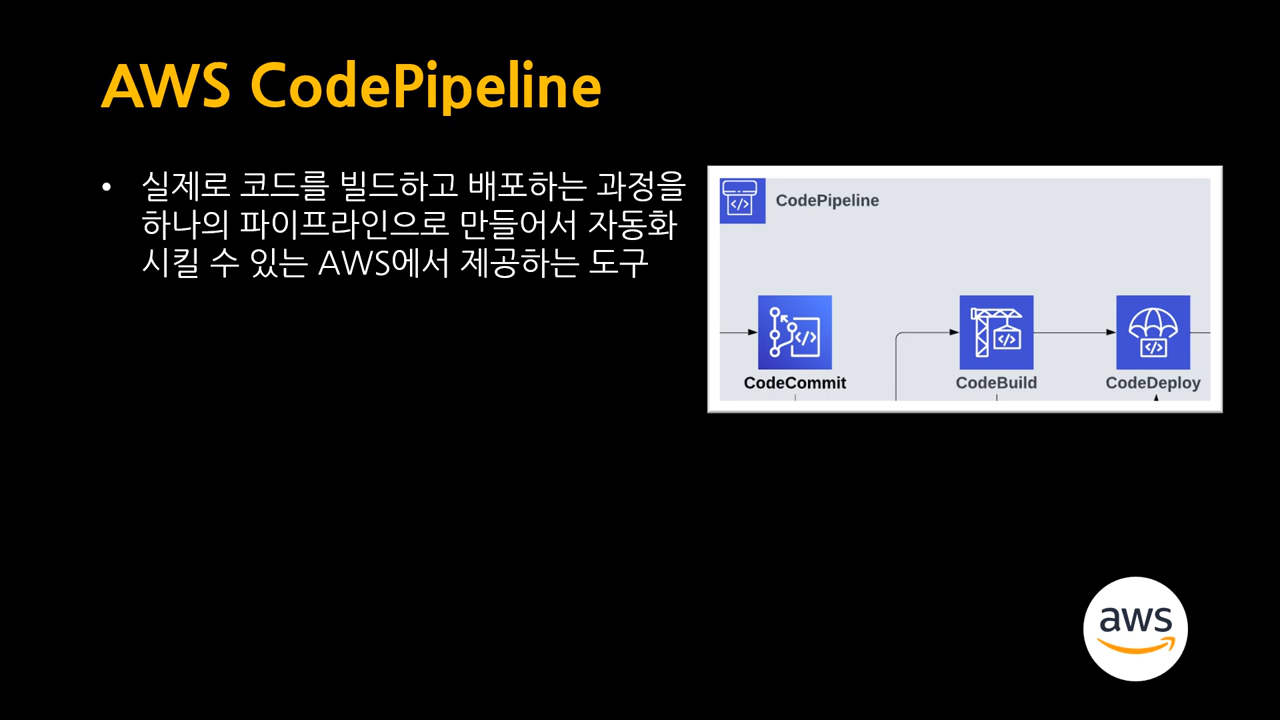 AWS CodePipeline
• 실제로 코드를 빌드하고 배포하는 과정을
하나의 파이프라인으로 만들어서 자동화
시킬 수 있는 AWS에서 제공하는 도구
CodePipeline
CodeCommit
CodeBuild
CodeDeploy
aws